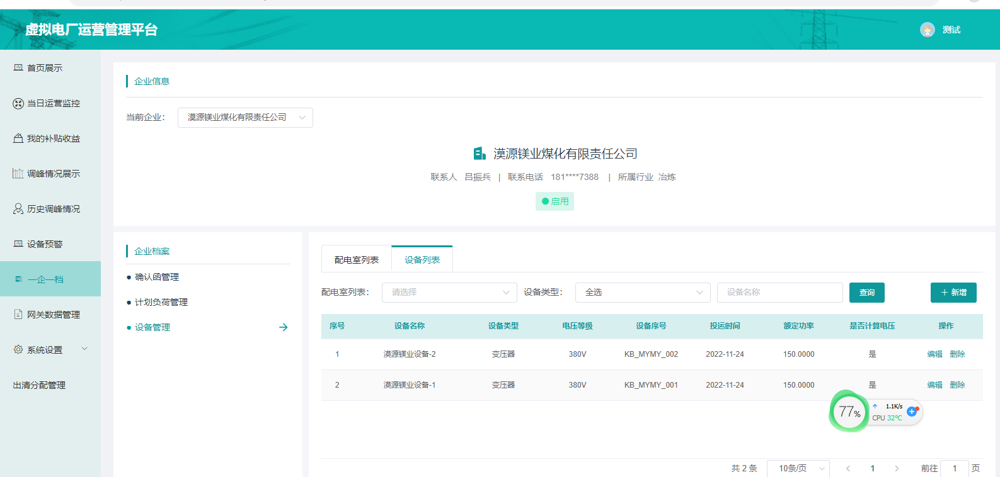 虚拟电厂运营管理平台
测试
首页展示
当日运营监控
我的补贴收益
调峰情况展示
历史调峰情况
设备预警
一企一档
网关数据管理
系统设置
出清分配管理
企业信息
当前企业： 漠源镁业煤化有限责任公司
漠源镁业煤化有限责任公司
联系人 吕振兵 | 联系电话 181****7388 | 所属行业 冶炼
启用
企业档案
确认函管理
计划负荷管理
设备管理
配电室列表 设备列表
配电室列表： 请选择 设备类型： 全选 设备名称 查询 新增
序号 设备名称 设备类型 电压等级 设备序号 投运时间 额定功率 是否计算电压 操作
1 漠源镁业设备-2 变压器 380V KB_MYMY_002 2022-11-24 150.0000 是 编辑 删除
2 漠源镁业设备-1 变压器 380V KB_MYMY_001 2022-11-24 150.0000 是 编辑 删除
77% 1.1K/s
CPU 32℃
共 2 条 10条/页 1 前往 1 页